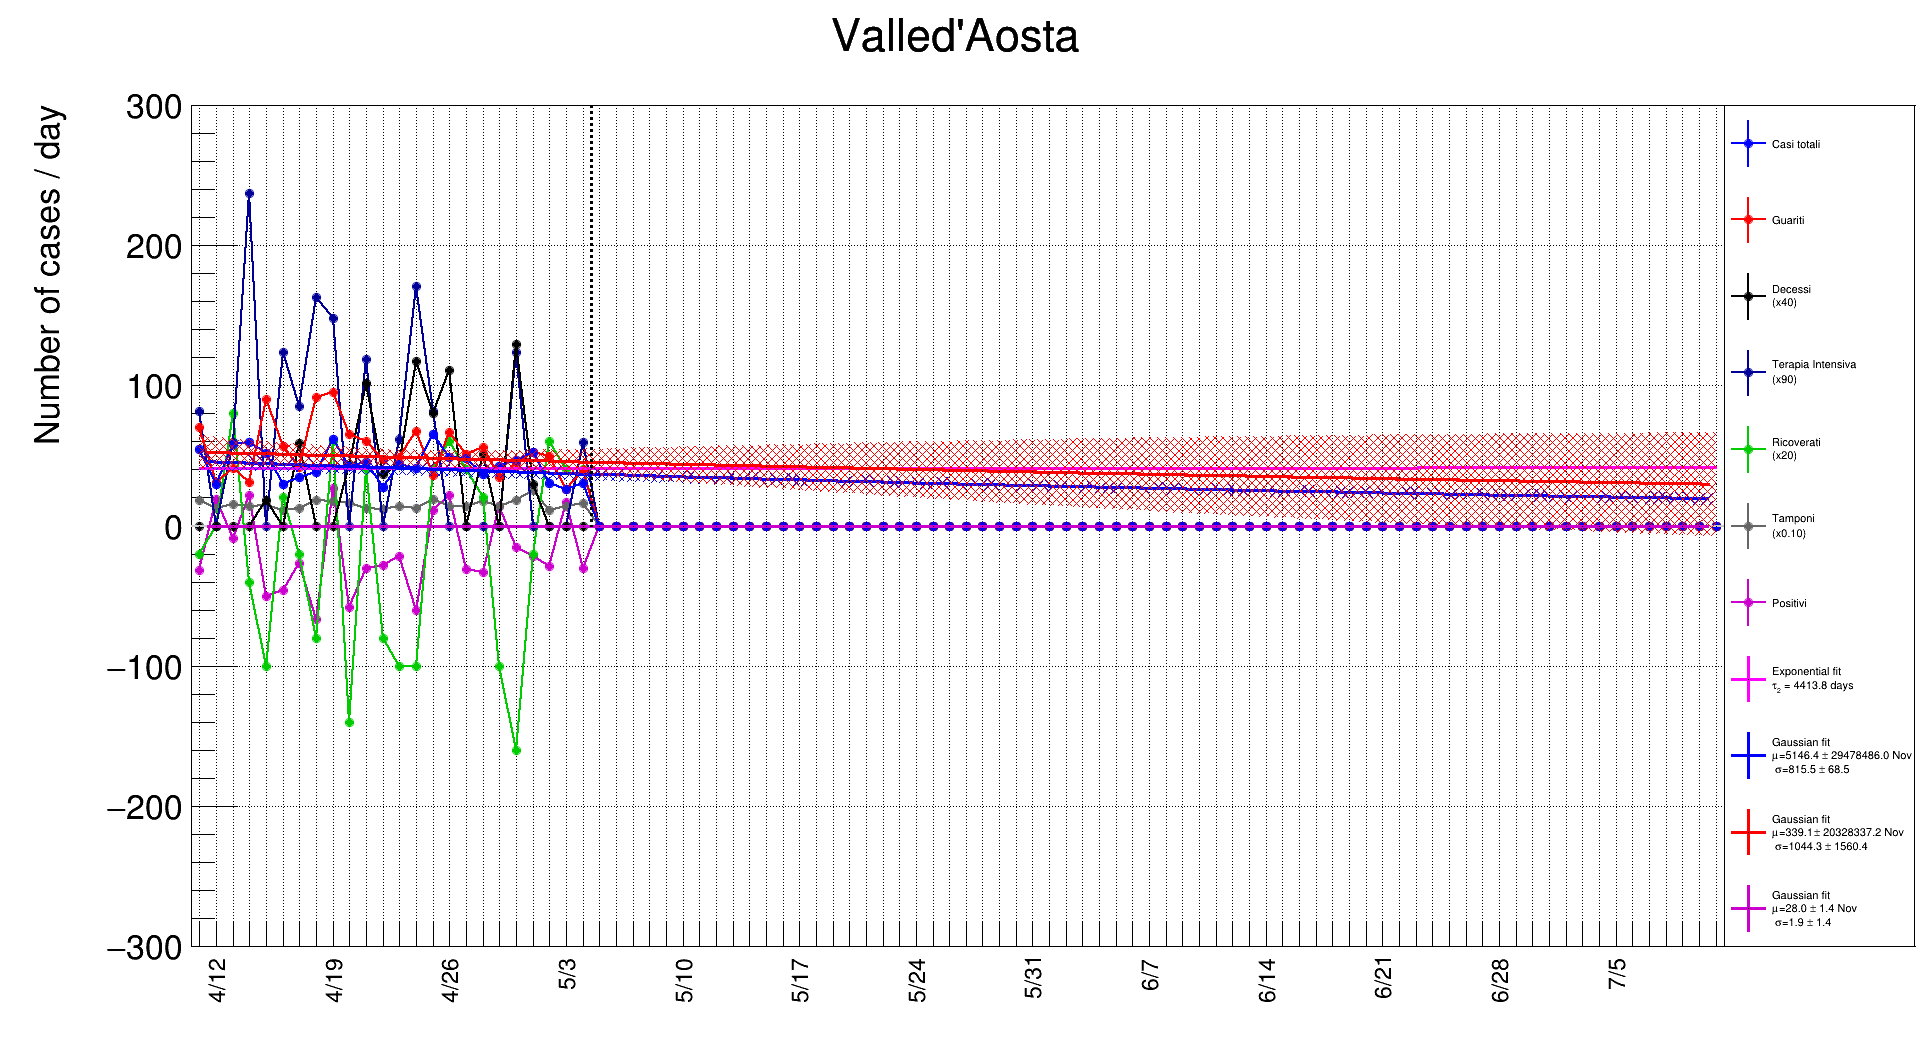 Valled'Aosta
Number of cases / day
300
200
100
0
−100
−200
−300
4/12
4/19
4/26
5/3
5/10
5/17
5/24
5/31
6/7
6/14
6/21
6/28
7/5
Casi totali
Guariti
Decessi
(x40)
Terapia Intensiva
(x90)
Ricoverati
(x20)
Tamponi
(x0.10)
Positivi
Exponential fit
τ₂ = 4413.8 days
Gaussian fit
μ=5146.4 ± 29478486.0 Nov
σ=815.5 ± 68.5
Gaussian fit
μ=339.1 ± 20328337.2 Nov
σ=1044.3 ± 1560.4
Gaussian fit
μ=28.0 ± 1.4 Nov
σ=1.9 ± 1.4